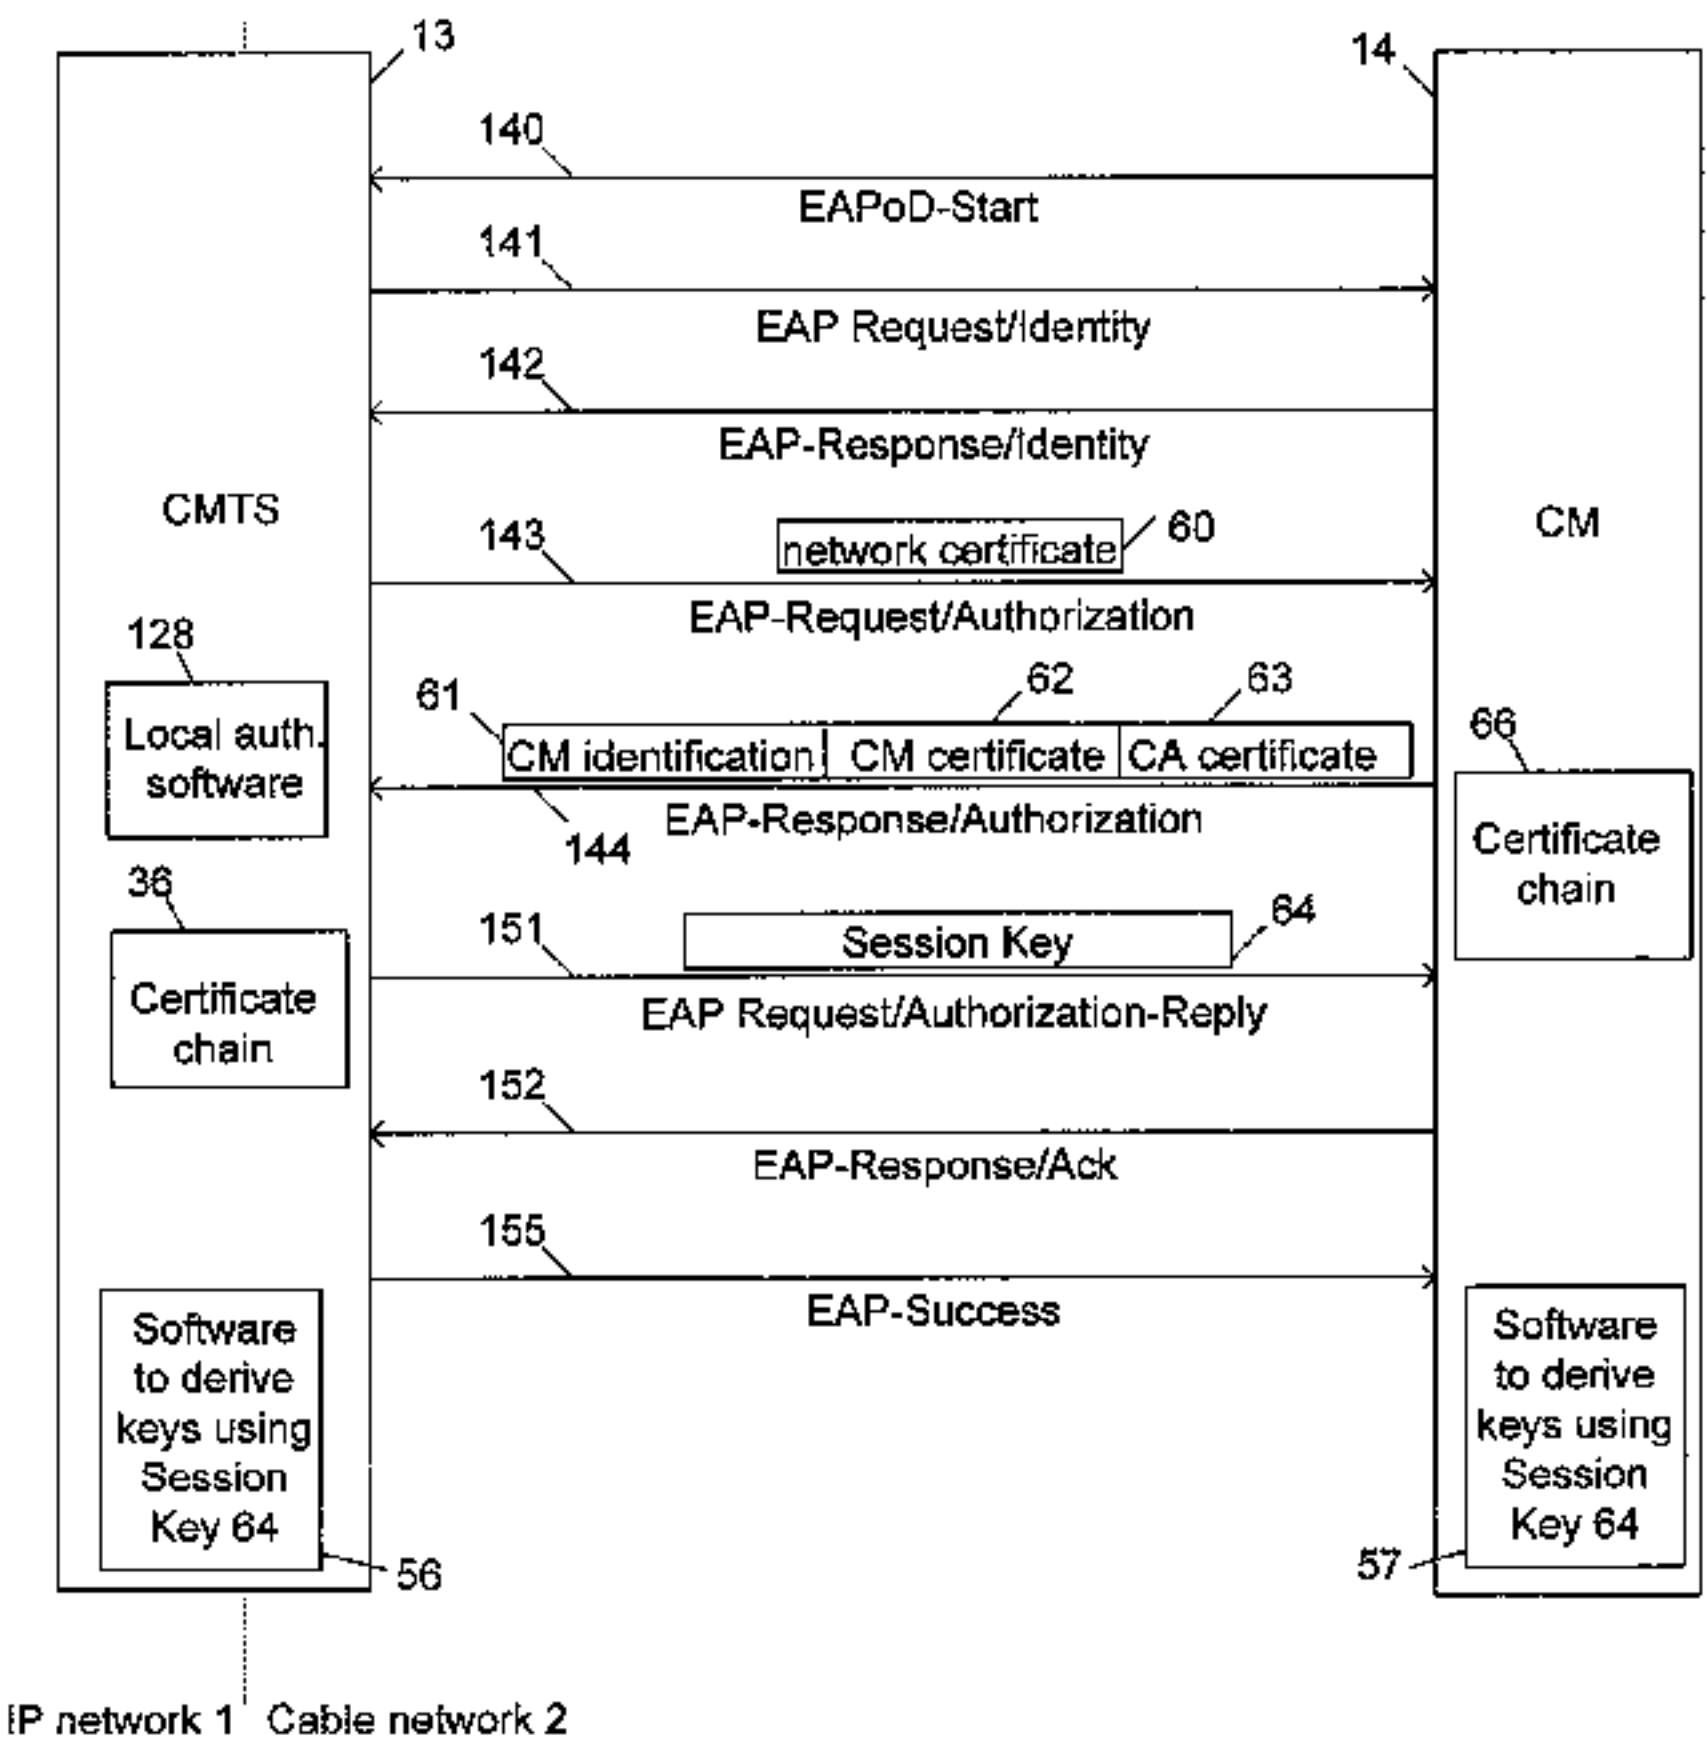 13
14
140
EAPoD-Start
141
EAP Request/Identity
142
EAP-Response/Identity
CMTS
CM
143
network certificate
60
EAP-Request/Authorization
128
Local auth.
software
61
62
63
CM identification
CM certificate
CA certificate
66
EAP-Response/Authorization
144
Certificate
chain
36
Certificate
chain
151
Session Key
64
EAP Request/Authorization-Reply
152
EAP-Response/Ack
155
EAP-Success
Software
to derive
keys using
Session
Key 64
56
Software
to derive
keys using
Session
Key 64
57
IP network 1
Cable network 2